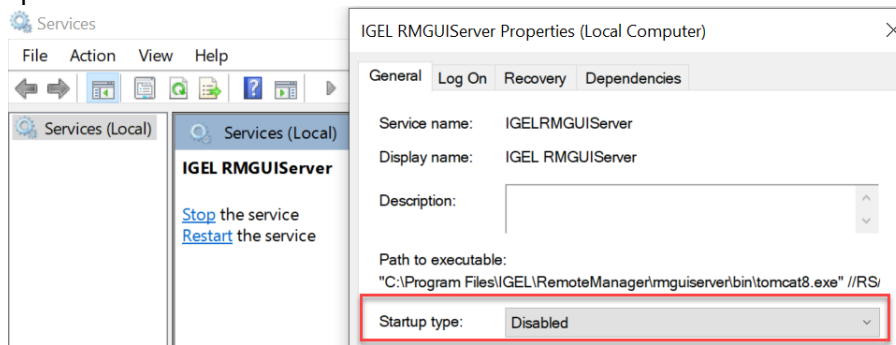 Services
File Action View Help
Services (Local)
Services (Local)
IGEL RMGUIServer
Stop the service
Restart the service
IGEL RMGUIServer Properties (Local Computer)
General Log On Recovery Dependencies
Service name: IGELRMGUIServer
Display name: IGEL RMGUIServer
Description:
Path to executable:
"C:\Program Files\IGEL\RemoteManager\rmguiserver\bin\tomcat8.exe" //RS/
Startup type: Disabled